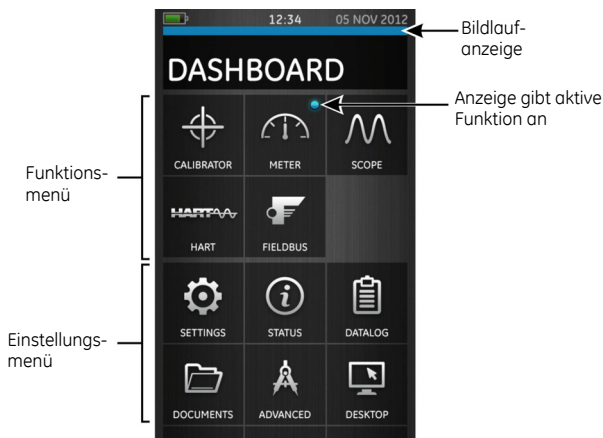 12:34 05 NOV 2012
Bildlauf-
anzeige
DASHBOARD
Anzeige gibt aktive
Funktion an
Funktions-
menü
CALIBRATOR METER SCOPE
HART
HART FIELDBUS
Einstellungs-
menü
SETTINGS STATUS DATALOG
DOCUMENTS ADVANCED DESKTOP